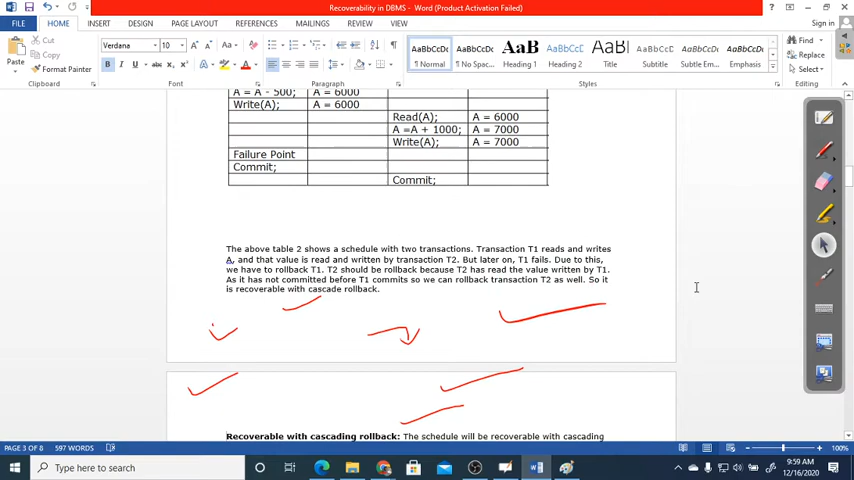 Recoverability in DBMS - Word (Product Activation Failed)
FILE HOME INSERT DESIGN PAGE LAYOUT REFERENCES MAILINGS REVIEW VIEW Sign in
Cut
Copy
Format Painter
Paste
Verdana 10
Clipboard Font Paragraph Styles Editing
AaBbCcDc AaBbCcDc AaBb AaBbCcD AaBb AaBbCcD AaBbCcDc AaBbCcDc
¶ Normal ¶ No Spac... Heading 1 Heading 2 Title Subtitle Subtle Em... Emphasis
Find
Replace
Select
A = A - 500; A = 6000
Write(A); A = 6000
Read(A); A = 6000
A =A + 1000; A = 7000
Write(A); A = 7000
Failure Point
Commit;
Commit;
The above table 2 shows a schedule with two transactions. Transaction T1 reads and writes
A, and that value is read and written by transaction T2. But later on, T1 fails. Due to this,
we have to rollback T1. T2 should be rollback because T2 has read the value written by T1.
As it has not committed before T1 commits so we can rollback transaction T2 as well. So it
is recoverable with cascade rollback.
Recoverable with cascading rollback: The schedule will be recoverable with cascading
PAGE 3 OF 8 597 WORDS 100%
Type here to search
9:59 AM
12/16/2020